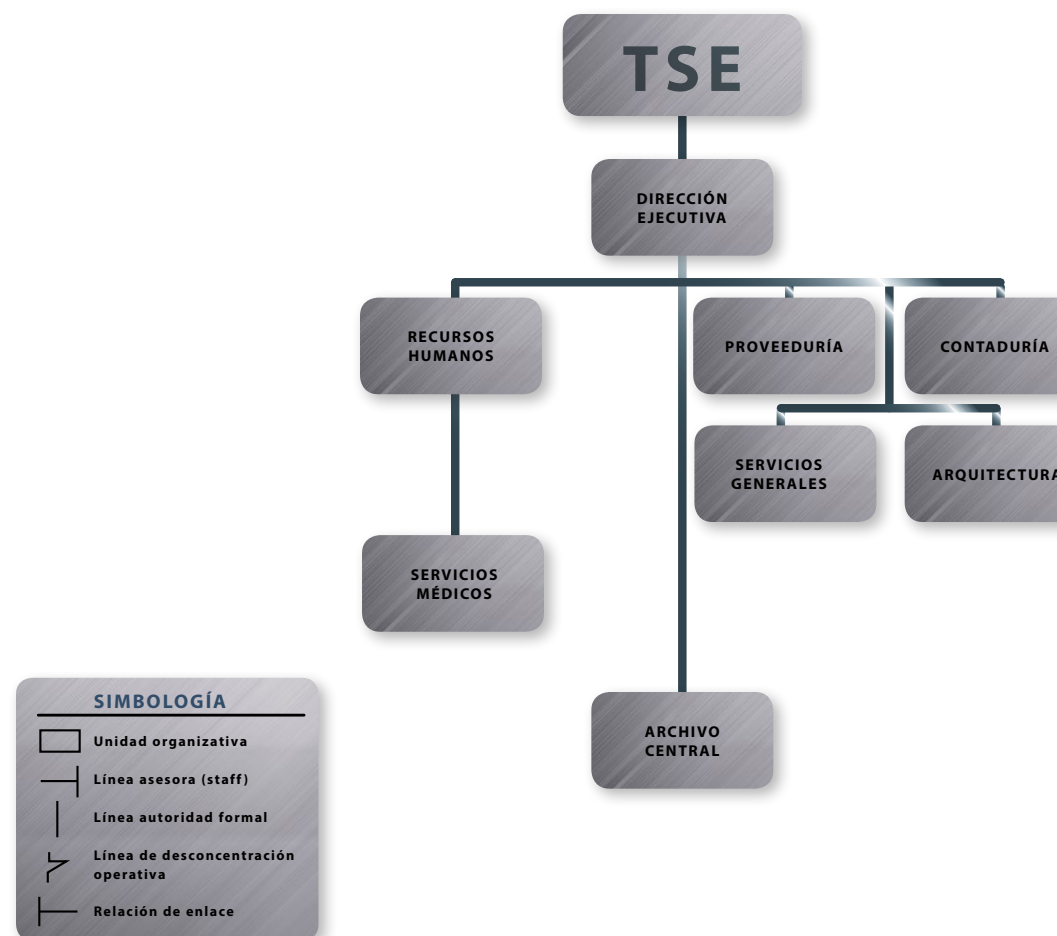 TSE
DIRECCIÓN
EJECUTIVA
RECURSOS
HUMANOS
PROVEEDURÍA
CONTADURÍA
SERVICIOS
GENERALES
ARQUITECTURA
SERVICIOS
MÉDICOS
ARCHIVO
CENTRAL
SIMBOLOGÍA
Unidad organizativa
Línea asesora (staff)
Línea autoridad formal
Línea de desconcentración
operativa
Relación de enlace